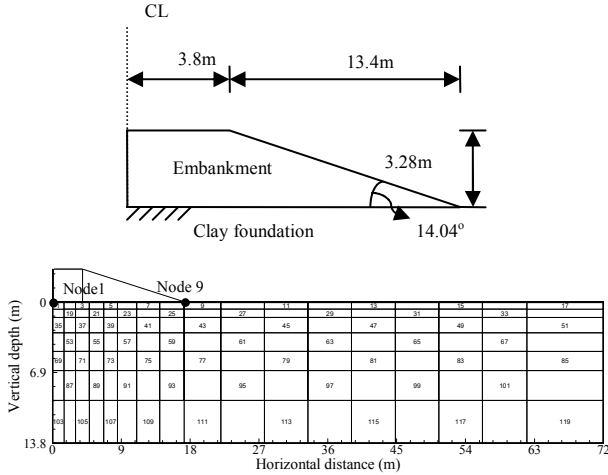 CL
3.8m 13.4m
Embankment 3.28m
Clay foundation 14.04º
Node1 Node 9
0 1 3 5 7 9 11 13 15 17
19 21 23 25 27 29 31 33
35 37 39 41 43 45 47 49 51
53 55 57 59 61 63 65 67
69 71 73 75 77 79 81 83 85
6.9
87 89 91 93 95 97 99 101
103 105 107 109 111 113 115 117 119
13.8
Vertical depth (m)
0 9 18 27 36 45 54 63 72
Horizontal distance (m)